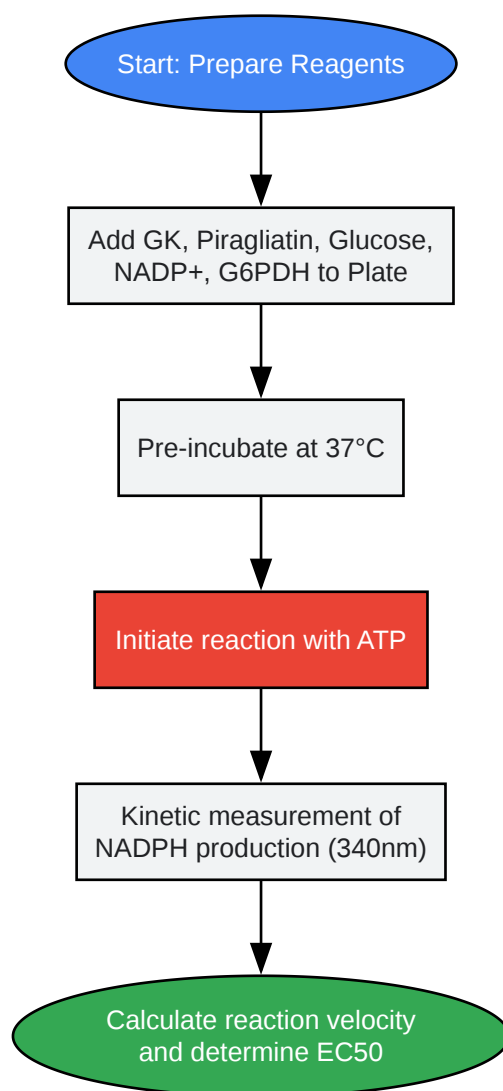 Start: Prepare Reagents
Add GK, Piragliatin, Glucose,
NADP+, G6PDH to Plate
Pre-incubate at 37°C
Initiate reaction with ATP
Kinetic measurement of
NADPH production (340nm)
Calculate reaction velocity
and determine EC50